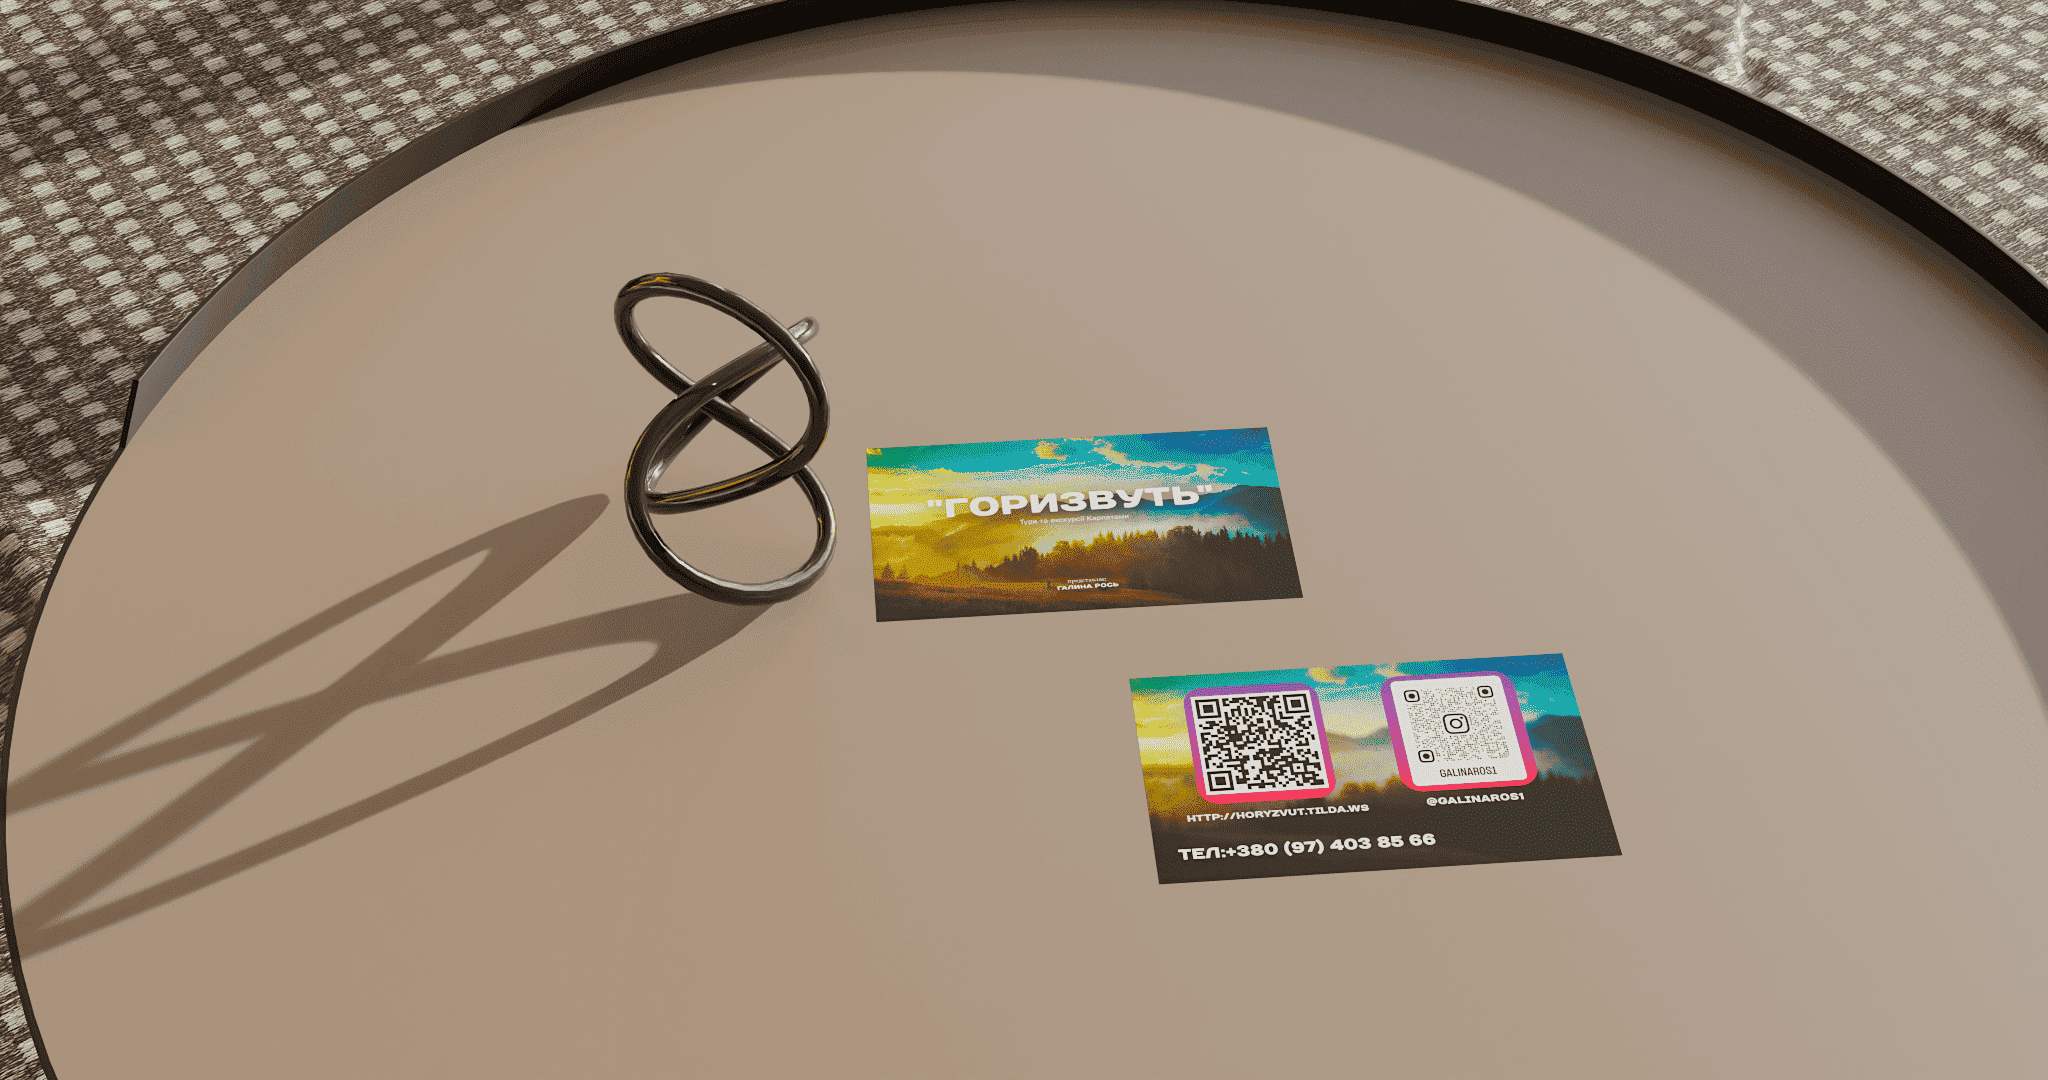 "ГОРИЗВУТЬ"
Тури та екскурсії Карпатами
представляє:
ГАЛИНА РОСЬ
GALINAROS1
HTTP://HORYZVUT.TILDA.WS
@GALINAROS1
ТЕЛ:+380 (97) 403 85 66